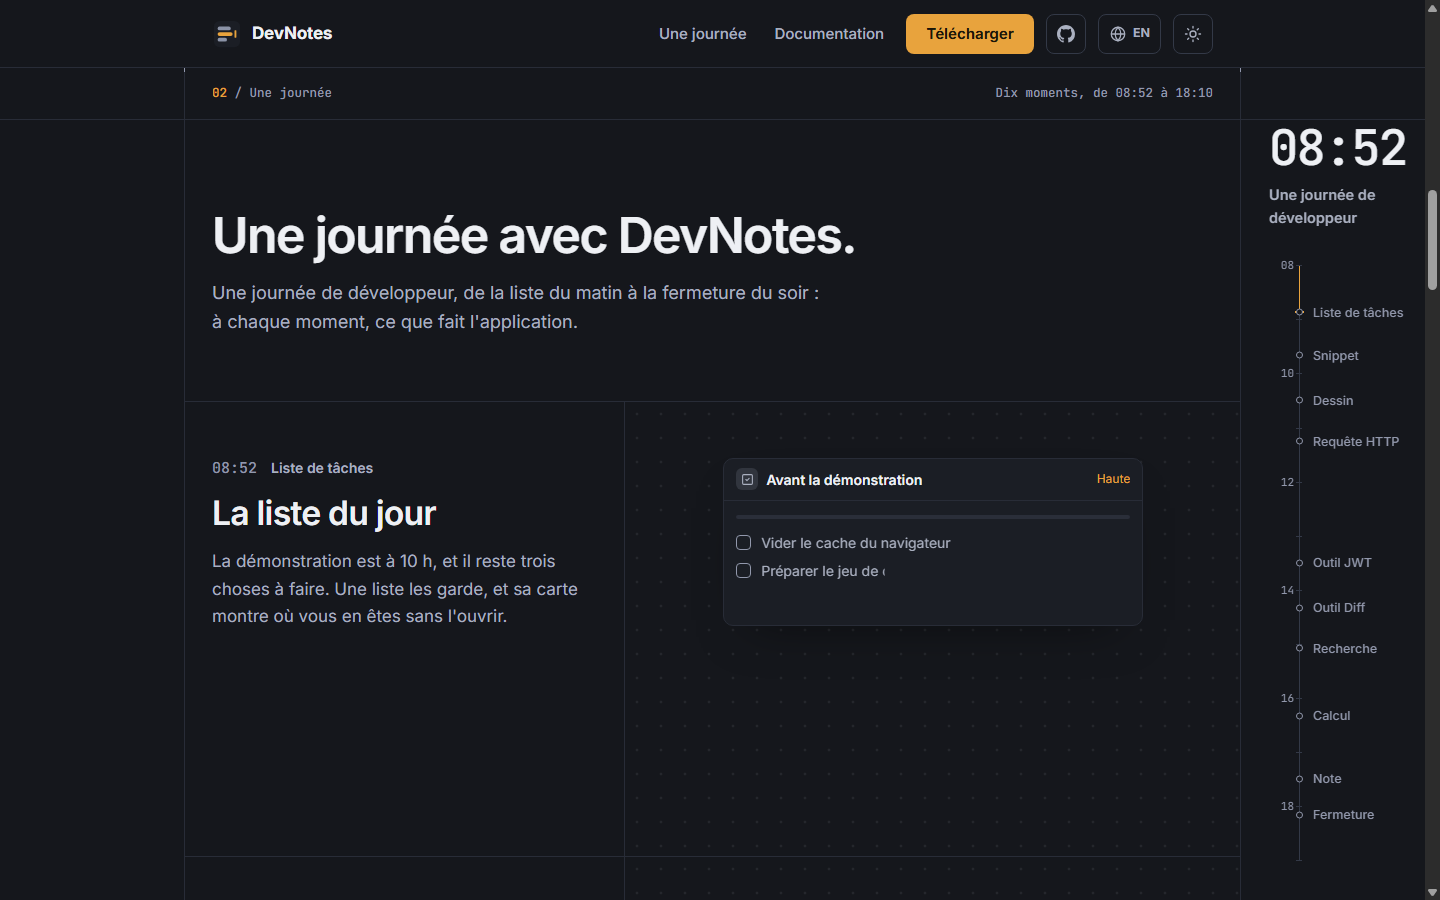 DevNotes
Une journée
Documentation
Télécharger
EN
02 / Une journée
Dix moments, de 08:52 à 18:10
Une journée avec DevNotes.
Une journée de développeur, de la liste du matin à la fermeture du soir :
à chaque moment, ce que fait l'application.
08:52 Liste de tâches
La liste du jour
La démonstration est à 10 h, et il reste trois
choses à faire. Une liste les garde, et sa carte
montre où vous en êtes sans l'ouvrir.
Avant la démonstration
Haute
Vider le cache du navigateur
Préparer le jeu de
08:52
Une journée de
développeur
08
Liste de tâches
Snippet
10
Dessin
Requête HTTP
12
Outil JWT
14
Outil Diff
Recherche
16
Calcul
Note
18
Fermeture